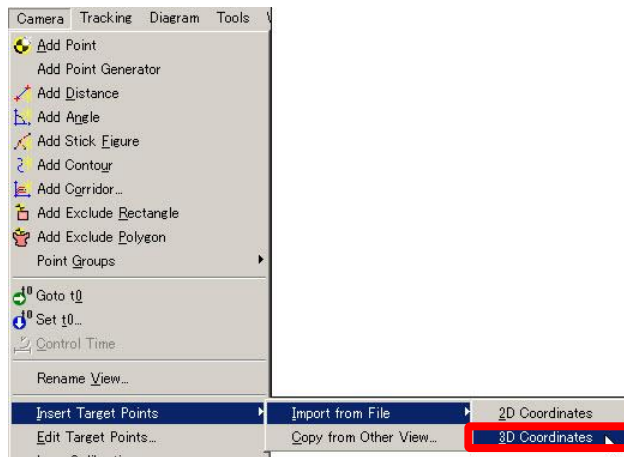 Camera Tracking Diagram Tools
Add Point
Add Point Generator
Add Distance
Add Angle
Add Stick Figure
Add Contour
Add Corridor...
Add Exclude Rectangle
Add Exclude Polygon
Point Groups
Goto t0
Set t0...
Control Time
Rename View...
Insert Target Points
Import from File
2D Coordinates
Edit Target Points...
Copy from Other View...
3D Coordinates